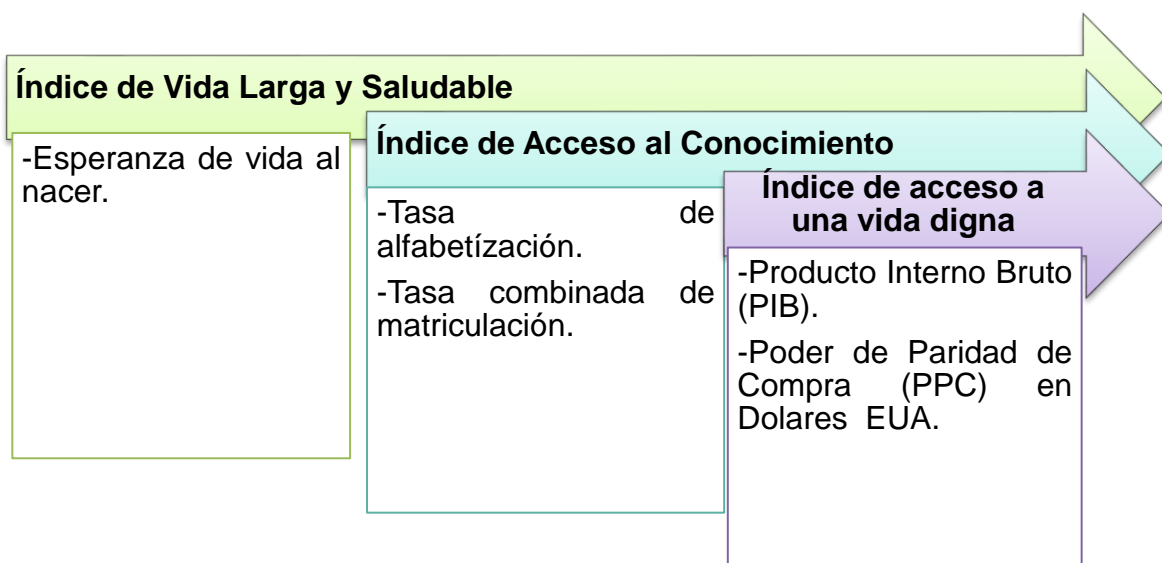 Índice de Vida Larga y Saludable
-Esperanza de vida al
nacer.
Índice de Acceso al Conocimiento
-Tasa de
alfabetízación.
-Tasa combinada de
matriculación.
Índice de acceso a
una vida digna
-Producto Interno Bruto
(PIB).
-Poder de Paridad de
Compra (PPC) en
Dolares EUA.